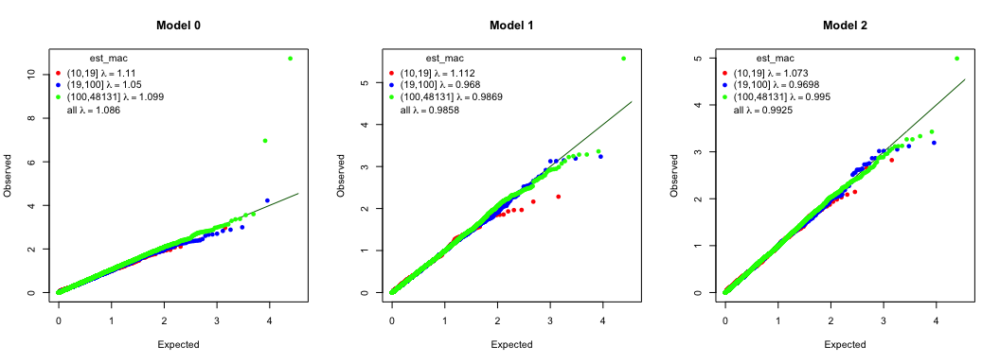 Model 0
est_mac
(10,19] λ = 1.11
(19,100] λ = 1.05
(100,48131] λ = 1.099
all λ = 1.086
Observed
0
2
4
6
8
10
0 1 2 3 4
Expected
Model 1
est_mac
(10,19] λ = 1.112
(19,100] λ = 0.968
(100,48131] λ = 0.9869
all λ = 0.9858
Observed
0
1
2
3
4
5
0 1 2 3 4
Expected
Model 2
est_mac
(10,19] λ = 1.073
(19,100] λ = 0.9698
(100,48131] λ = 0.995
all λ = 0.9925
Observed
0
1
2
3
4
5
0 1 2 3 4
Expected